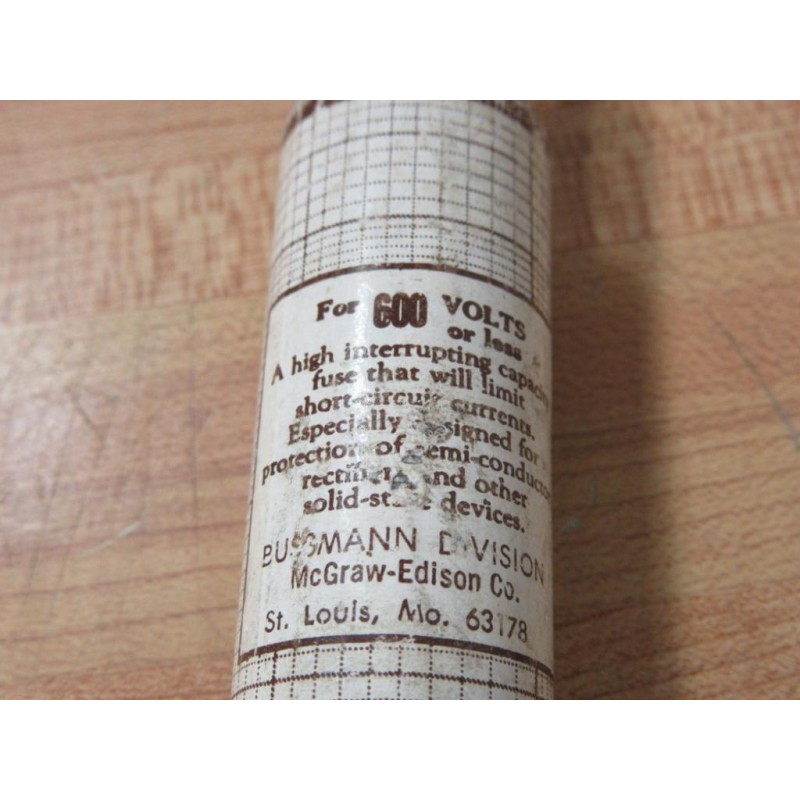 For 600 VOLTS
or less
A high interrupting capacity
fuse that will limit
short-circuit currents.
Especially designed for
protection of semi-conductor
rectifiers and other
solid-state devices.
BUSSMANN DIVISION
McGraw-Edison Co.
St. Louis, Mo. 63178